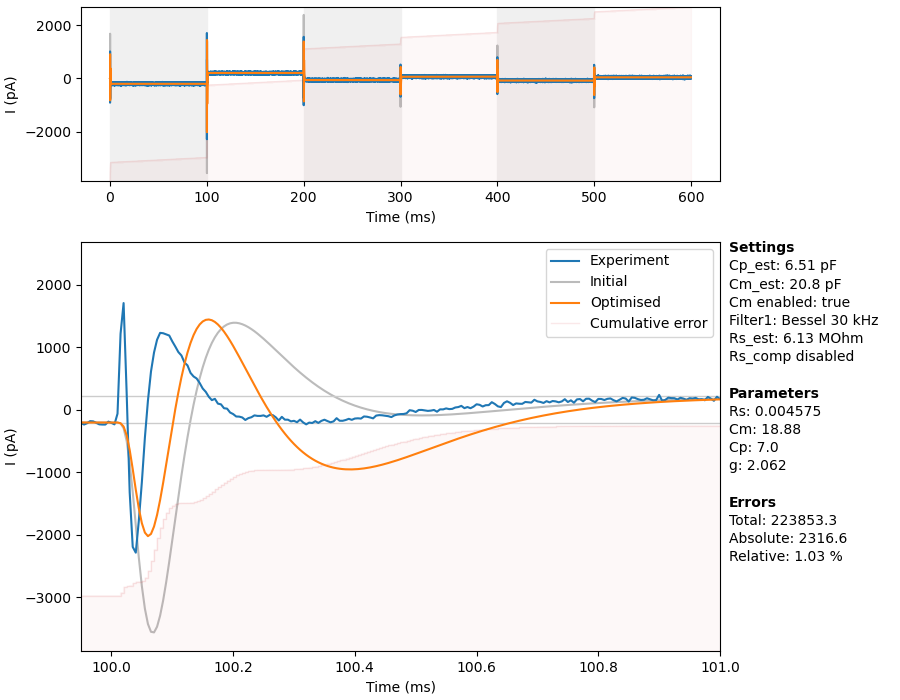 2000
0
−2000
I (pA)
0
100
200
300
400
500
600
Time (ms)
2000
1000
0
−1000
−2000
−3000
I (pA)
100.0
100.2
100.4
100.6
100.8
101.0
Time (ms)
Experiment
Initial
Optimised
Cumulative error
Settings
Cp_est: 6.51 pF
Cm_est: 20.8 pF
Cm enabled: true
Filter1: Bessel 30 kHz
Rs_est: 6.13 MOhm
Rs_comp disabled
Parameters
Rs: 0.004575
Cm: 18.88
Cp: 7.0
g: 2.062
Errors
Total: 223853.3
Absolute: 2316.6
Relative: 1.03 %